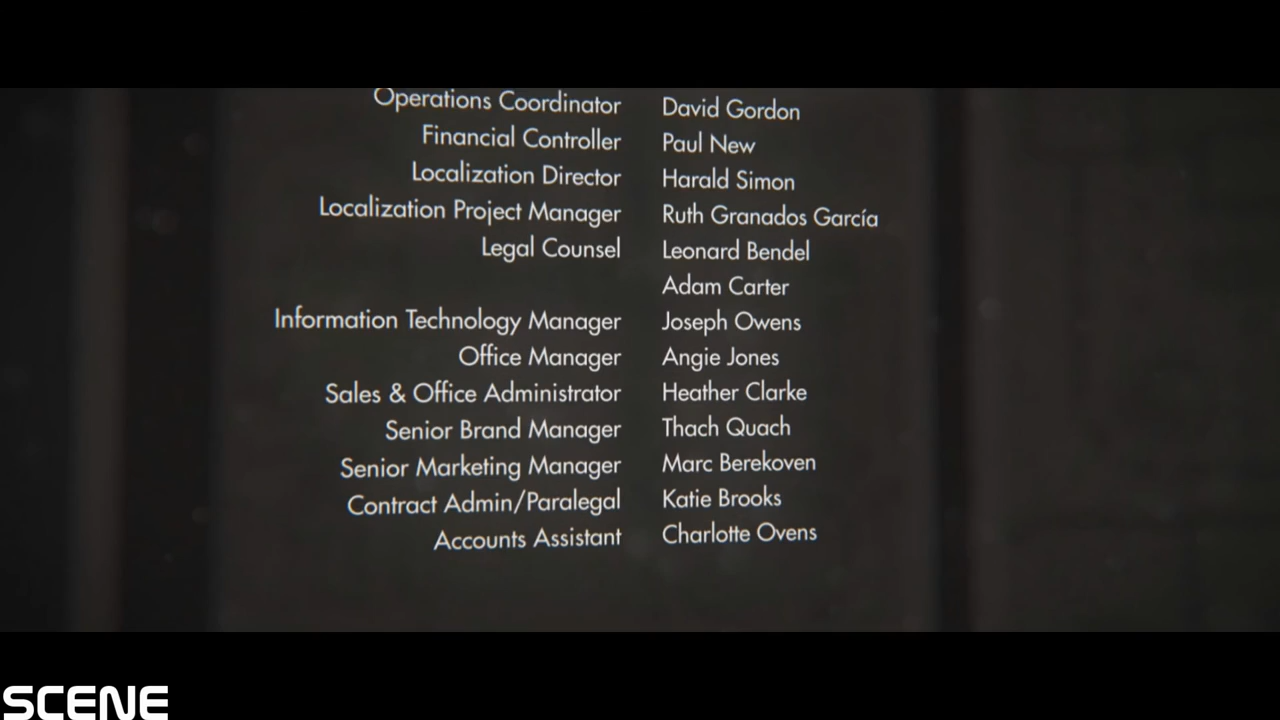 Operations Coordinator David Gordon
Financial Controller Paul New
Localization Director Harald Simon
Localization Project Manager Ruth Granados García
Legal Counsel Leonard Bendel
Adam Carter
Information Technology Manager Joseph Owens
Office Manager Angie Jones
Sales & Office Administrator Heather Clarke
Senior Brand Manager Thach Quach
Senior Marketing Manager Marc Berekoven
Contract Admin/Paralegal Katie Brooks
Accounts Assistant Charlotte Ovens
SCENE